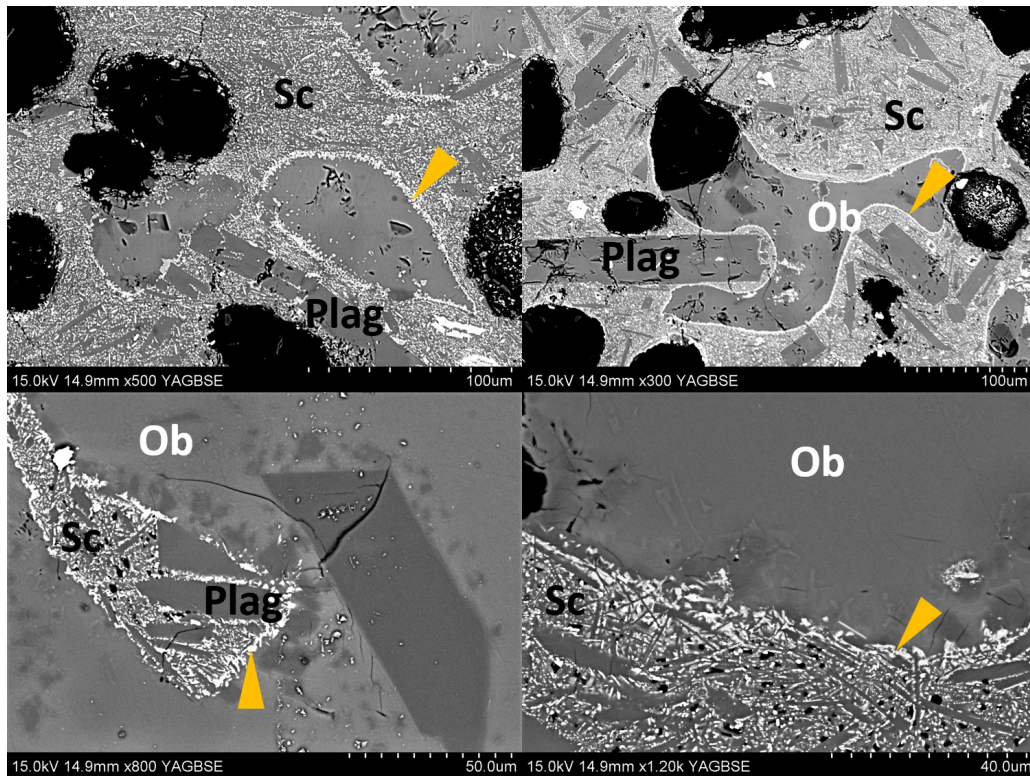 Sc
Plag
15.0kV 14.9mm x500 YAGBSE 100um
Sc
Ob
Plag
15.0kV 14.9mm x300 YAGBSE 100um
Ob
Sc
Plag
15.0kV 14.9mm x800 YAGBSE 50.0um
Ob
Sc
15.0kV 14.9mm x1.20k YAGBSE 40.0um